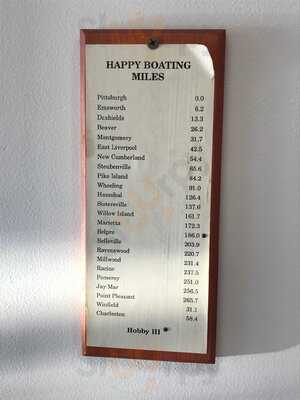 HAPPY BOATING
MILES
Pittsburgh 0.0
Emsworth 6.2
Dashields 13.3
Beaver 26.2
Montgomery 31.7
East Liverpool 42.5
New Cumberland 54.4
Steubenville 65.6
Pike Island 84.2
Wheeling 91.0
Hannibal 126.4
Sistersville 137.6
Willow Island 161.7
Marietta 172.3
Belpre 186.0
Belleville 203.9
Ravenswood 220.7
Millwood 231.4
Racine 237.5
Pomeroy 251.0
Jay Mar 256.5
Point Pleasant 265.7
Winfield 31.1
Charleston 58.4
Hobby III